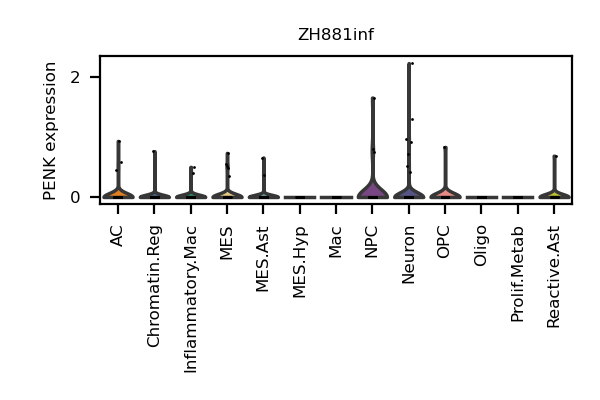 ZH881inf
PENK expression
2
0
AC
Chromatin.Reg
Inflammatory.Mac
MES
MES.Ast
MES.Hyp
Mac
NPC
Neuron
OPC
Oligo
Prolif.Metab
Reactive.Ast